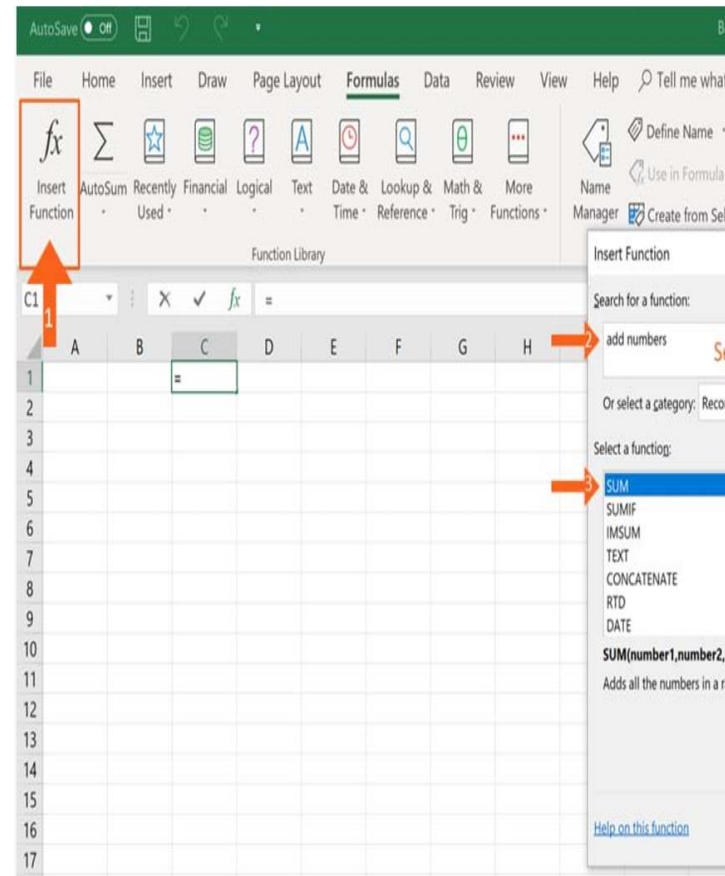 AutoSave Off
File Home Insert Draw Page Layout Formulas Data Review View Help Tell me what
fx
Insert Function
AutoSum
Recently Used
Financial
Logical
Text
Date & Time
Lookup & Reference
Math & Trig
More Functions
Name Manager
Define Name
Use in Formula
Create from
Function Library
1
C1 fx =
A B C D E F G H
1 =
2
3
4
5
6
7
8
9
10
11
12
13
14
15
16
17
Insert Function
Search for a function:
2
add numbers
Or select a category:
Select a function:
3
SUM
SUMIF
IMSUM
TEXT
CONCATENATE
RTD
DATE
SUM(number1,number2,
Adds all the numbers in a
Help on this function